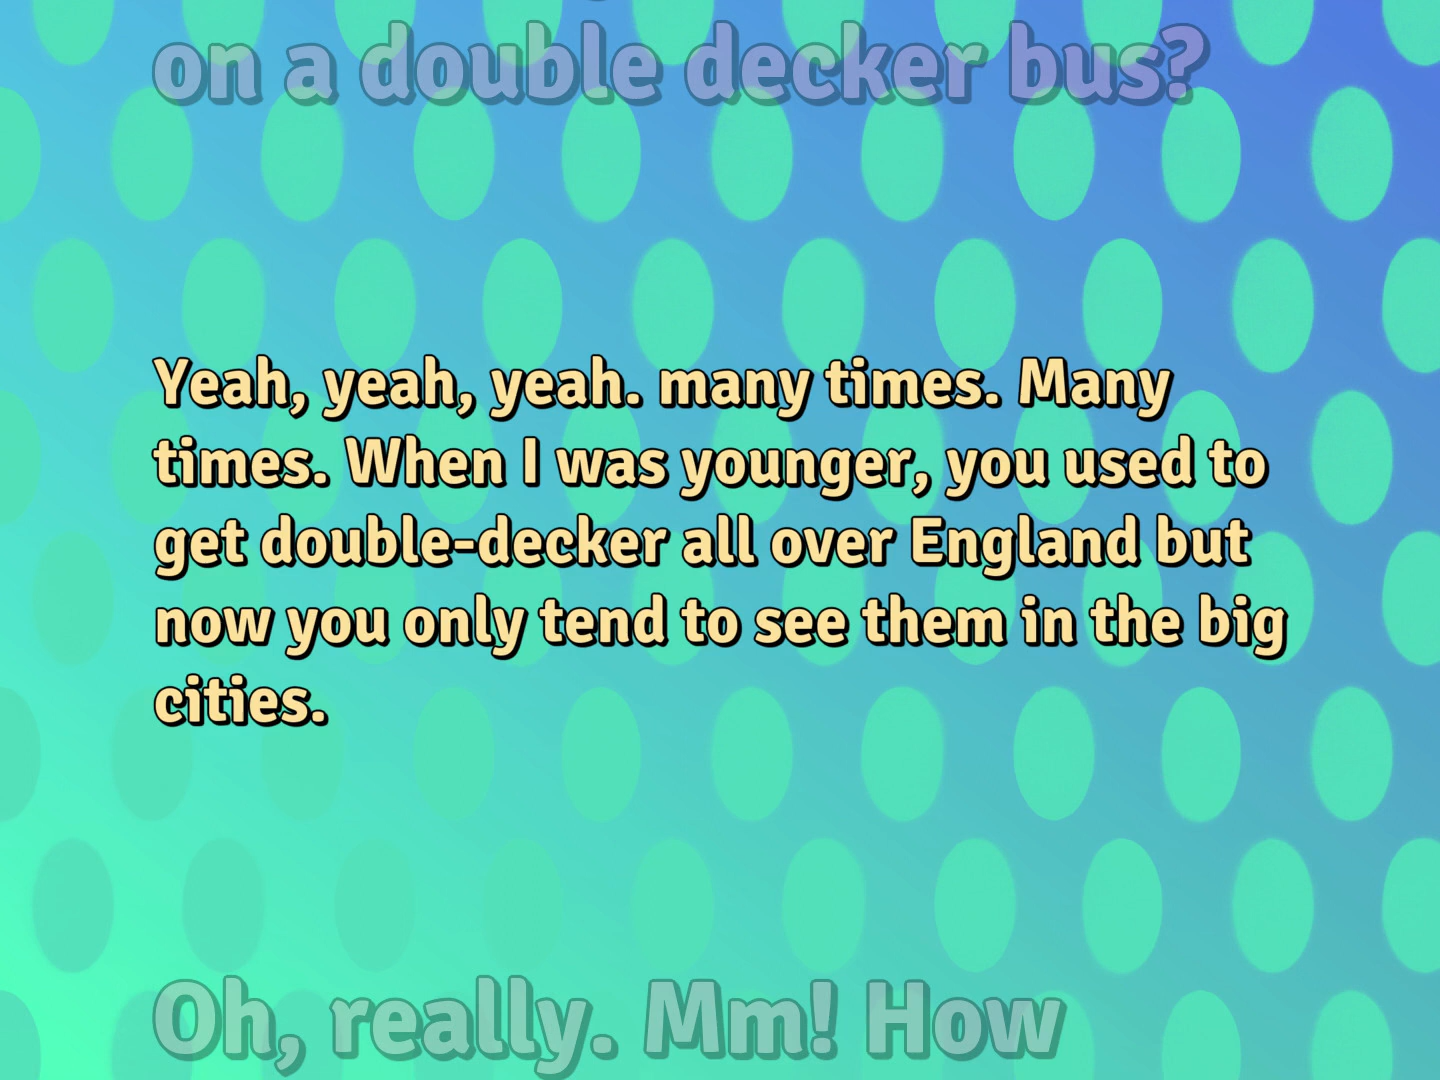 on a double decker bus?
Yeah, yeah, yeah. many times. Many
times. When I was younger, you used to
get double-decker all over England but
now you only tend to see them in the big
cities.
Oh, really. Mm! How